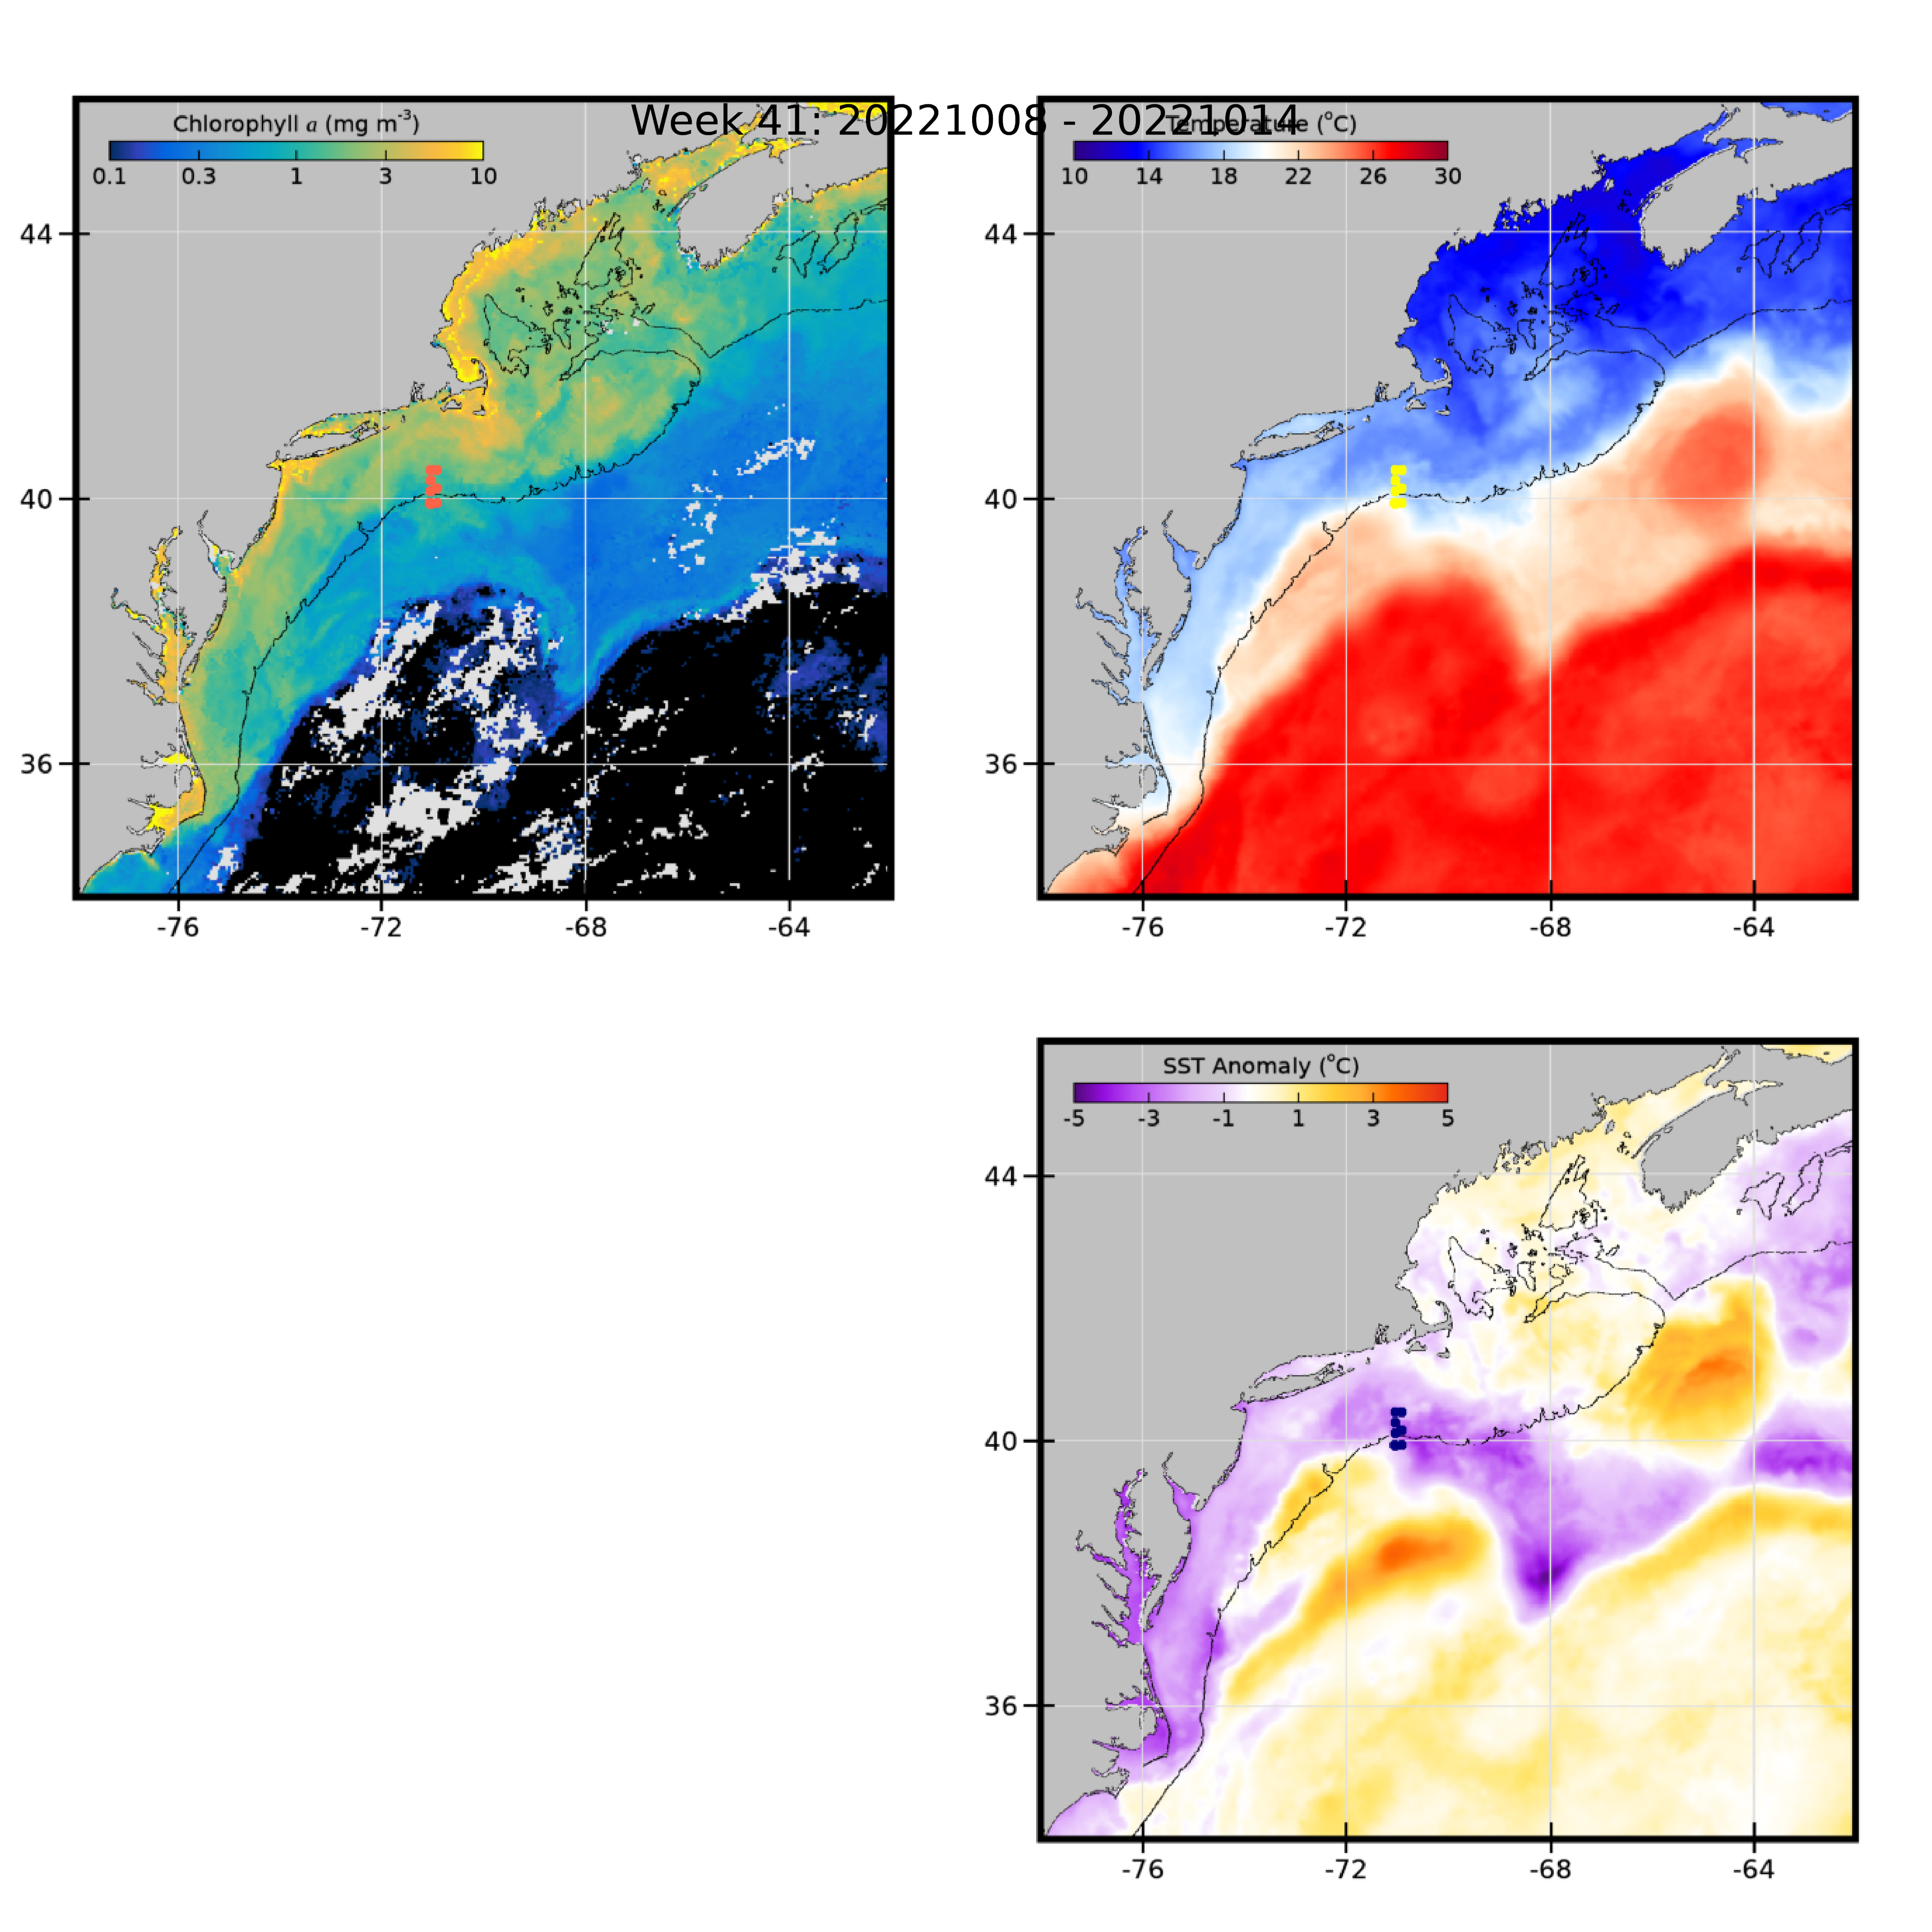 Week 41: 20221008 - 20221014
Chlorophyll a (mg m-3)
0.1 0.3 1 3 10
44
40
36
-76 -72 -68 -64
Temperature (°C)
10 14 18 22 26 30
44
40
36
-76 -72 -68 -64
SST Anomaly (°C)
-5 -3 -1 1 3 5
44
40
36
-76 -72 -68 -64